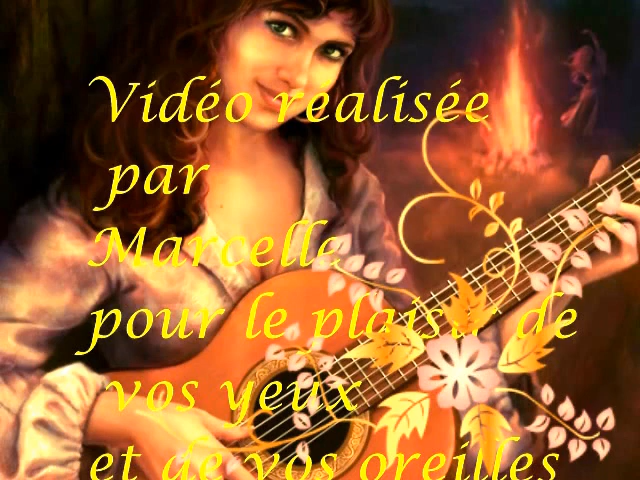 Vidéo realisée
par
Marcelle
pour le plaisir de
vos yeux
et de vos oreilles